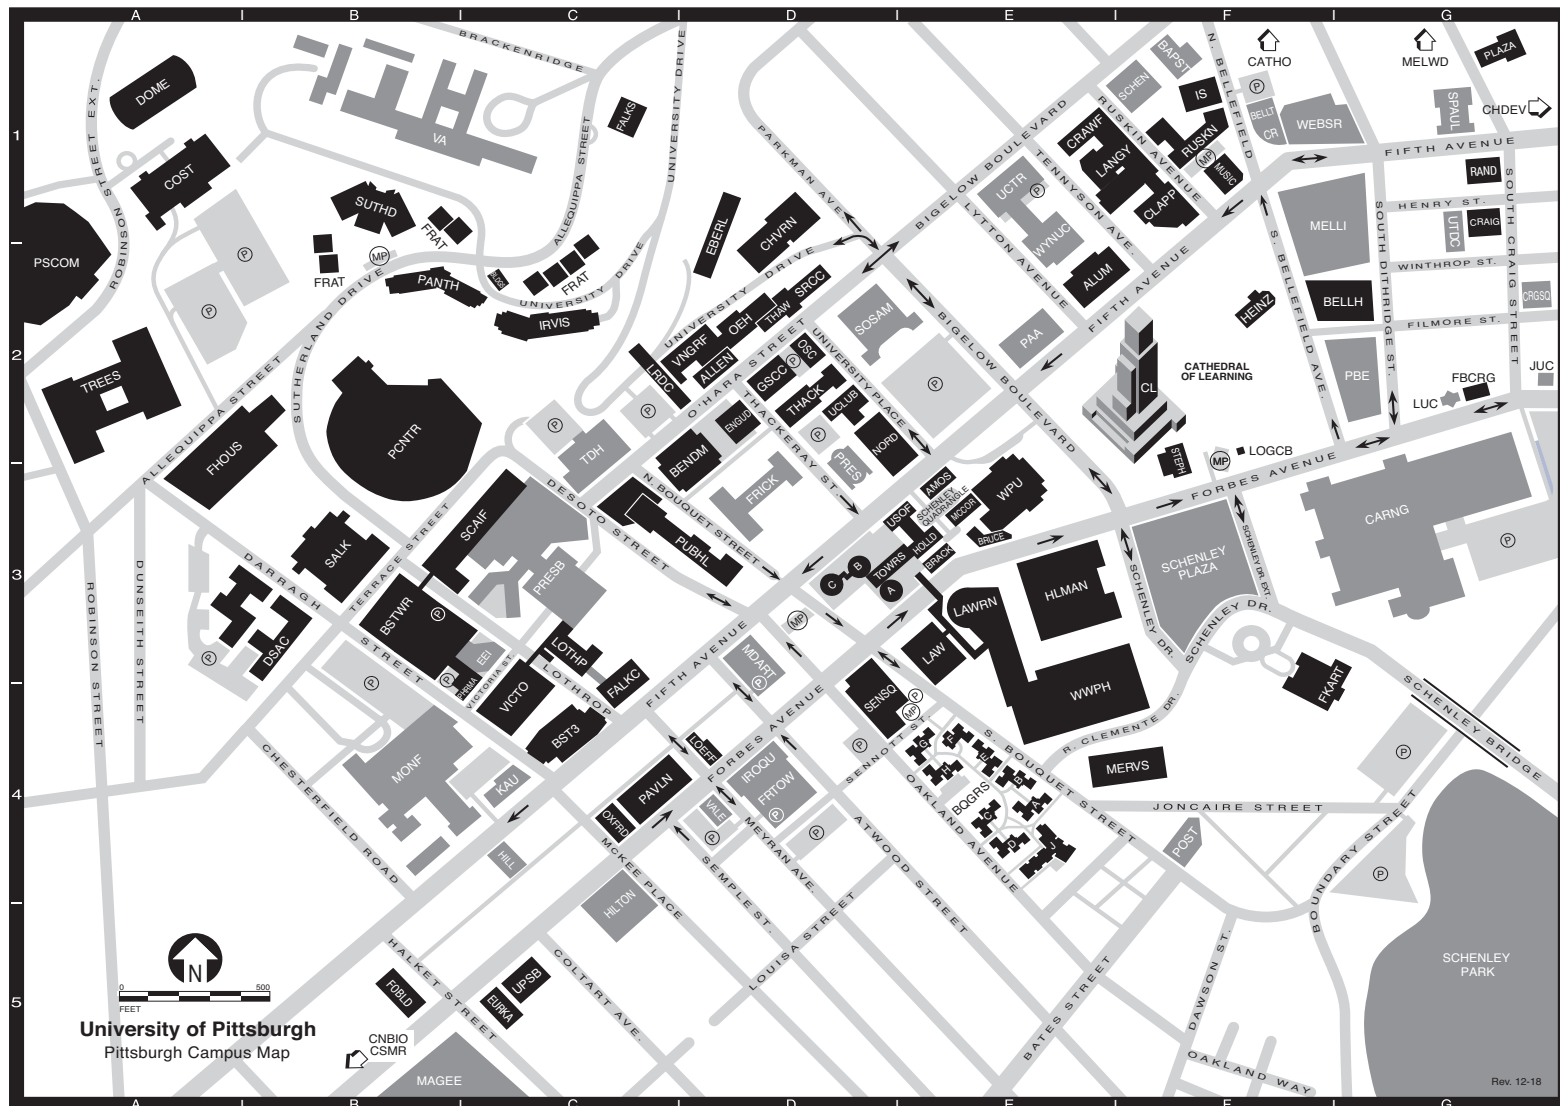 A I B I C I D I E I F I G
BRACKENRIDGE
N. BELLEFIELD
CATHO
MELWD
PLAZA
DOME
STREET EXT.
UNIVERSITY DRIVE
FALKS
VA
BAPST
SCHEN
IS
BELLT
CR
WEBSR
SPAUL
CHDEV
1
PARKMAN AVE.
BIGELOW BOULEVARD
CRAWF
RUSKIN AVENUE
RUSKN
MP
MUSIC
LANGY
CLAPP
TENNYSON AVE
FIFTH AVENUE
RAND
COST
ALLEQUIPPA STREET
UCTR
WYNUC
LYTTON AVENUE
HENRY ST.
SOUTH CRAIG STREET
SOUTH DITHRIDGE ST.
MELLI
UTDC
CRAIG
SUTHD
FRAT
EBERL
CHVRN
PSCOM
ROBINSON
FRAT
MP
PANTH
BLDGS
FRAT
UNIVERSITY DRIVE
UNIVERSITY DRIVE
ALUM
FIFTH AVENUE
WINTHROP ST.
S. BELLEFIELD AVE.
BELLH
CRGSQ
HEINZ
IRVIS
SRCC
THAW
OEH
SOSAM
PAA
FILMORE ST.
SUTHERLAND DRIVE
2
TREES
VNGRF
ALLEN
LRDC
O'HARA STREET
OSC
GSCC
THACK
UCLUB
UNIVERSITY PLACE
NORD
BIGELOW BOULEVARD
CL
CATHEDRAL
OF LEARNING
PBE
FBCRG
JUC
LUC
ALLEQUIPPA STREET
FHOUS
PCNTR
TDH
BENDM
ENGUD
THACKERAY ST.
PRES
FRICK
STEPH
MP
LOGCB
FORBES AVENUE
DESOTO STREET
N. BOUQUET STREET
PUBHL
AMOS
SCHENLEY
QUADRANGLE
USOF
MCCOR
WPU
BRUCE
HOLLD
BRACK
TOWRS
A
B
C
SCHENLEY DR. EXT.
CARNG
SCHENLEY
PLAZA
3
SALK
SCAIF
TERRACE STREET
DARRAGH
STREET
PRESB
BSTWR
DUNSEITH STREET
ROBINSON STREET
DSAC
EEI
PHRMA
VICTORIA ST.
VICTO
LOTHP
LOTHROP
FALKC
BST3
FIFTH AVENUE
MDART
MP
LAWRN
LAW
HLMAN
WWPH
SCHENLEY DR.
SCHENLEY DR.
FKART
SCHENLEY BRIDGE
SENSQ
MP
SENNOTT ST.
S. BOUQUET STREET
R. CLEMENTE DR.
MERVS
CHESTERFIELD ROAD
MONF
KAU
LOEFF
FORBES AVENUE
PAVLN
OXFRD
IROQU
FRTOW
VALE
4
G
F
E
H
B
A
BQGRS
C
D
J
OAKLAND AVENUE
JONCAIRE STREET
POST
BOUNDARY STREET
HILL
MCKEE PLACE
HILTON
SEMPLE ST.
MEYRAN AVE.
ATWOOD STREET
LOUISA STREET
N
0 500
FEET
University of Pittsburgh
Pittsburgh Campus Map
HALKET STREET
FOBLD
EURKA
UPSB
COLTART AVE.
CNBIO
CSMR
MAGEE
5
BATES STREET
DAWSON ST.
OAKLAND WAY
SCHENLEY
PARK
Rev. 12-18
A I B I C I D I E I F I G